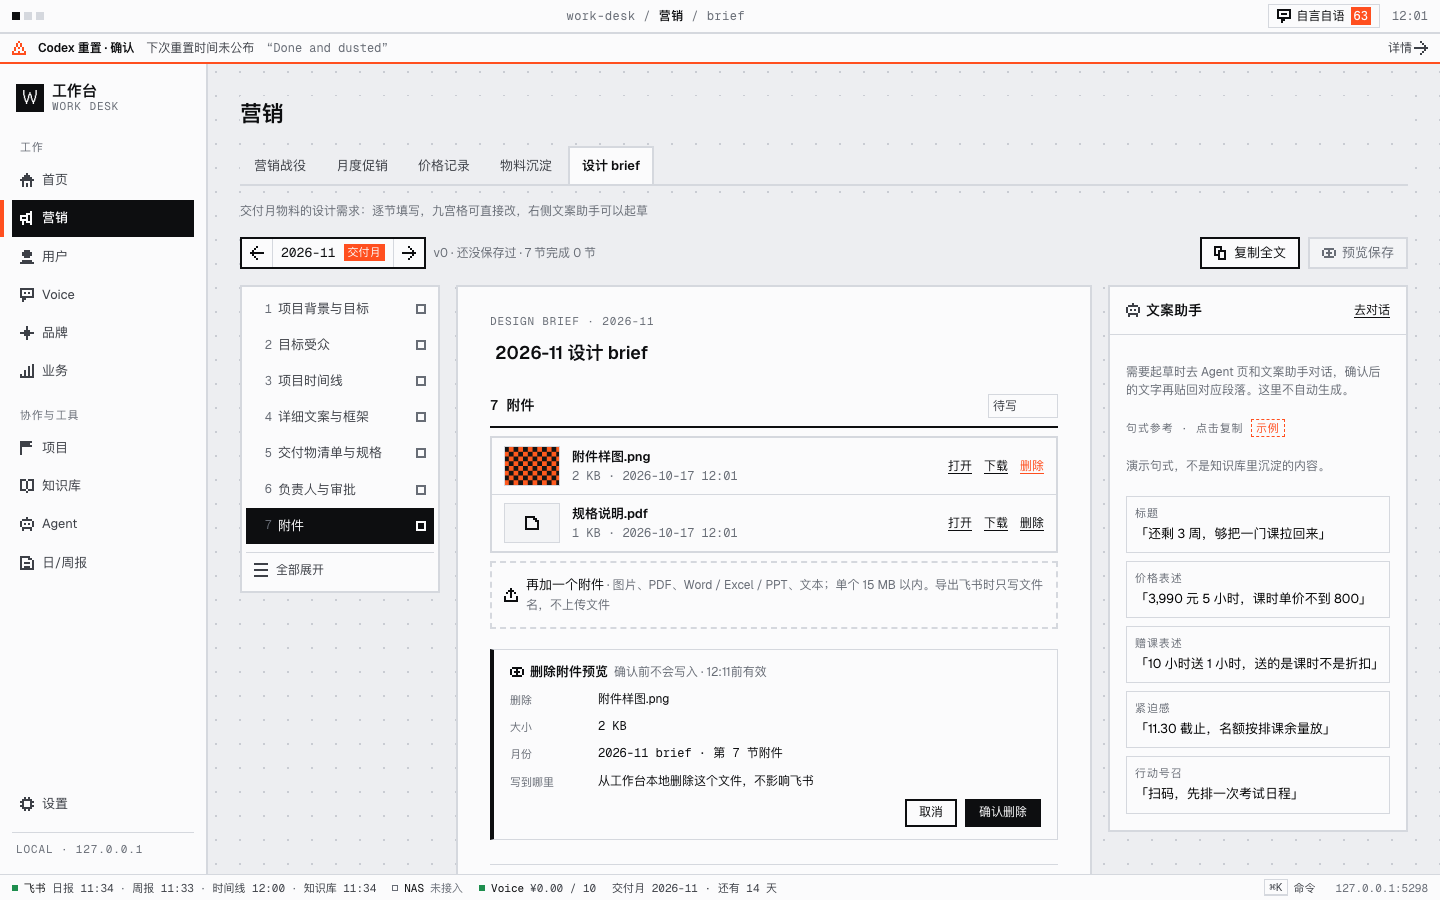 work-desk / 营销 / brief
自言自语 63
12:01
Codex 重置 · 确认 下次重置时间未公布 “Done and dusted”
详情
W
工作台
WORK DESK
工作
首页
营销
用户
Voice
品牌
业务
协作与工具
项目
知识库
Agent
日/周报
设置
LOCAL · 127.0.0.1
营销
营销战役 月度促销 价格记录 物料沉淀 设计 brief
交付月物料的设计需求：逐节填写，九宫格可直接改，右侧文案助手可以起草
2026-11 交付月
v0 · 还没保存过 · 7 节完成 0 节
复制全文
预览保存
1 项目背景与目标
2 目标受众
3 项目时间线
4 详细文案与框架
5 交付物清单与规格
6 负责人与审批
7 附件
全部展开
DESIGN BRIEF · 2026-11
2026-11 设计 brief
7 附件
待写
附件样图.png
2 KB · 2026-10-17 12:01
打开 下载 删除
规格说明.pdf
1 KB · 2026-10-17 12:01
打开 下载 删除
再加一个附件 · 图片、PDF、Word / Excel / PPT、文本；单个 15 MB 以内。导出飞书时只写文件
名，不上传文件
删除附件预览 确认前不会写入 · 12:11前有效
删除 附件样图.png
大小 2 KB
月份 2026-11 brief · 第 7 节附件
写到哪里 从工作台本地删除这个文件，不影响飞书
取消 确认删除
文案助手
去对话
需要起草时去 Agent 页和文案助手对话，确认后
的文字再贴回对应段落。这里不自动生成。
句式参考 · 点击复制 示例
演示句式，不是知识库里沉淀的内容。
标题
「还剩 3 周，够把一门课拉回来」
价格表述
「3,990 元 5 小时，课时单价不到 800」
赠课表述
「10 小时送 1 小时，送的是课时不是折扣」
紧迫感
「11.30 截止，名额按排课余量放」
行动号召
「扫码，先排一次考试日程」
飞书 日报 11:34 · 周报 11:33 · 时间线 12:00 · 知识库 11:34
NAS 未接入
Voice ¥0.00 / 10
交付月 2026-11 · 还有 14 天
⌘K 命令
127.0.0.1:5298